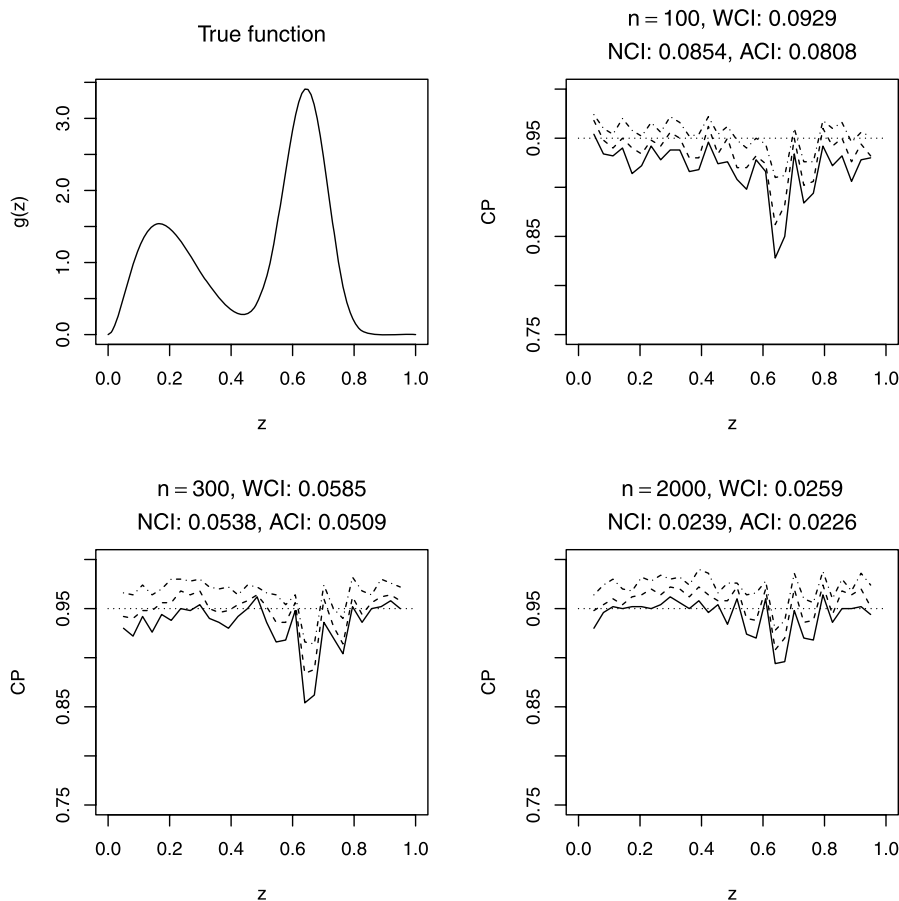 True function
g(z)
0.0 1.0 2.0 3.0
0.0 0.2 0.4 0.6 0.8 1.0
z
n = 100, WCI: 0.0929
NCI: 0.0854, ACI: 0.0808
CP
0.75 0.85 0.95
0.0 0.2 0.4 0.6 0.8 1.0
z
n = 300, WCI: 0.0585
NCI: 0.0538, ACI: 0.0509
CP
0.75 0.85 0.95
0.0 0.2 0.4 0.6 0.8 1.0
z
n = 2000, WCI: 0.0259
NCI: 0.0239, ACI: 0.0226
CP
0.75 0.85 0.95
0.0 0.2 0.4 0.6 0.8 1.0
z